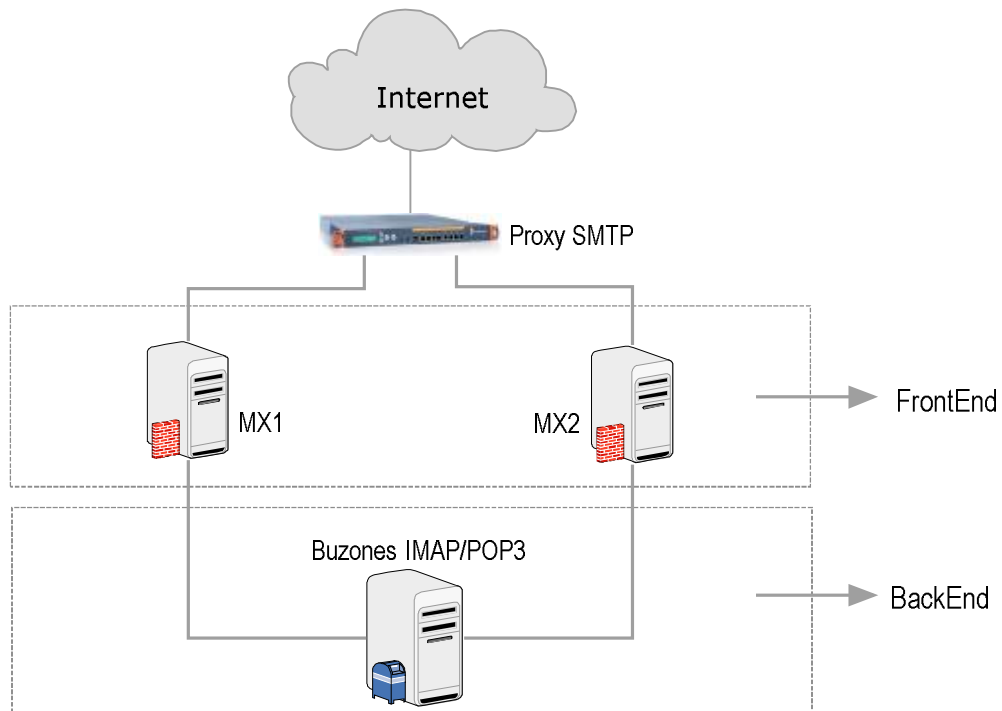 Internet
Proxy SMTP
MX1
MX2
FrontEnd
Buzones IMAP/POP3
BackEnd